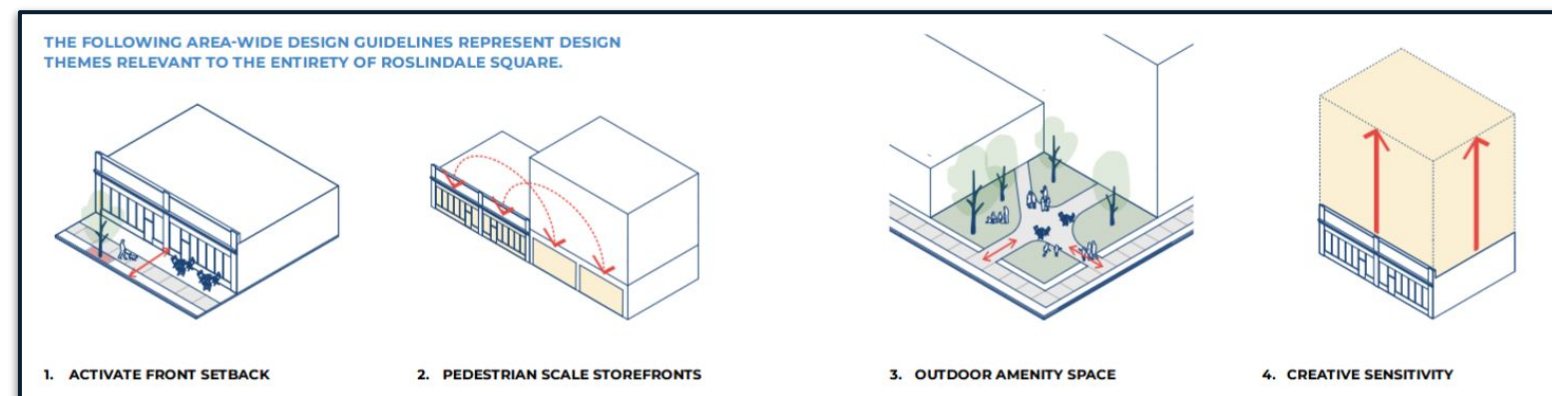 THE FOLLOWING AREA-WIDE DESIGN GUIDELINES REPRESENT DESIGN
THEMES RELEVANT TO THE ENTIRETY OF ROSLINDALE SQUARE.
1. ACTIVATE FRONT SETBACK
2. PEDESTRIAN SCALE STOREFRONTS
3. OUTDOOR AMENITY SPACE
4. CREATIVE SENSITIVITY